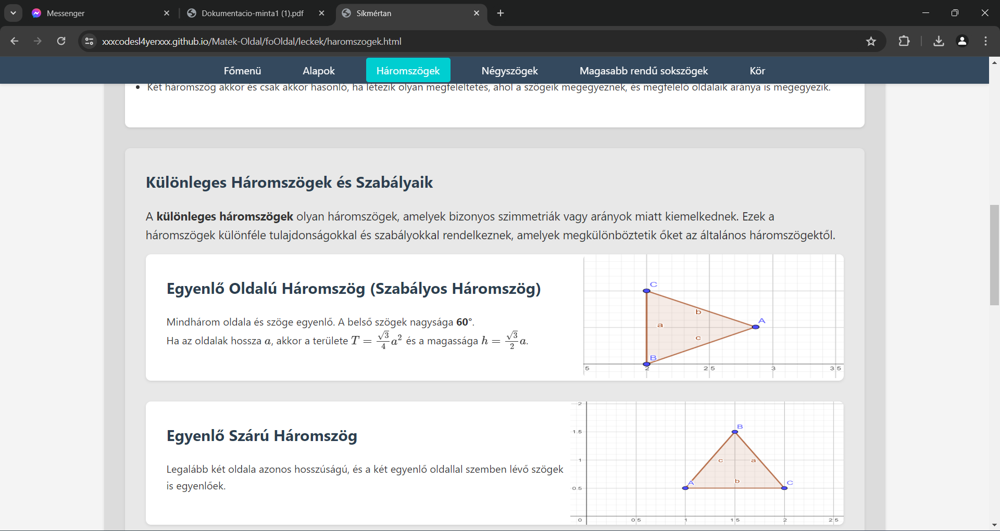 Messenger
Dokumentacio-minta1 (1).pdf
Síkmértan
xxxcodesl4yerxxx.github.io/Matek-Oldal/foOldal/leckek/haromszogek.html
Főmenü
Alapok
Háromszögek
Négyszögek
Magasabb rendű sokszögek
Kör
Két háromszög akkor és csak akkor hasonló, ha létezik olyan megfeleltetés, ahol a szögeik megegyeznek, és megfelelő oldalaik aránya is megegyezik.
Különleges Háromszögek és Szabályaik
A különleges háromszögek olyan háromszögek, amelyek bizonyos szimmetriák vagy arányok miatt kiemelkednek. Ezek a
háromszögek különféle tulajdonságokkal és szabályokkal rendelkeznek, amelyek megkülönböztetik őket az általános háromszögektől.
Egyenlő Oldalú Háromszög (Szabályos Háromszög)
Mindhárom oldala és szöge egyenlő. A belső szögek nagysága 60°.
Ha az oldalak hossza a, akkor a területe T = √3/4 a² és a magassága h = √3/2 a.
C
b
A
a
c
B
.5 2 2.5 3 3.5
Egyenlő Szárú Háromszög
Legalább két oldala azonos hosszúságú, és a két egyenlő oldallal szemben lévő szögek
is egyenlőek.
2
B
1.5
1
c a
A b C
0.5
0 0.5 1 1.5 2 2.5